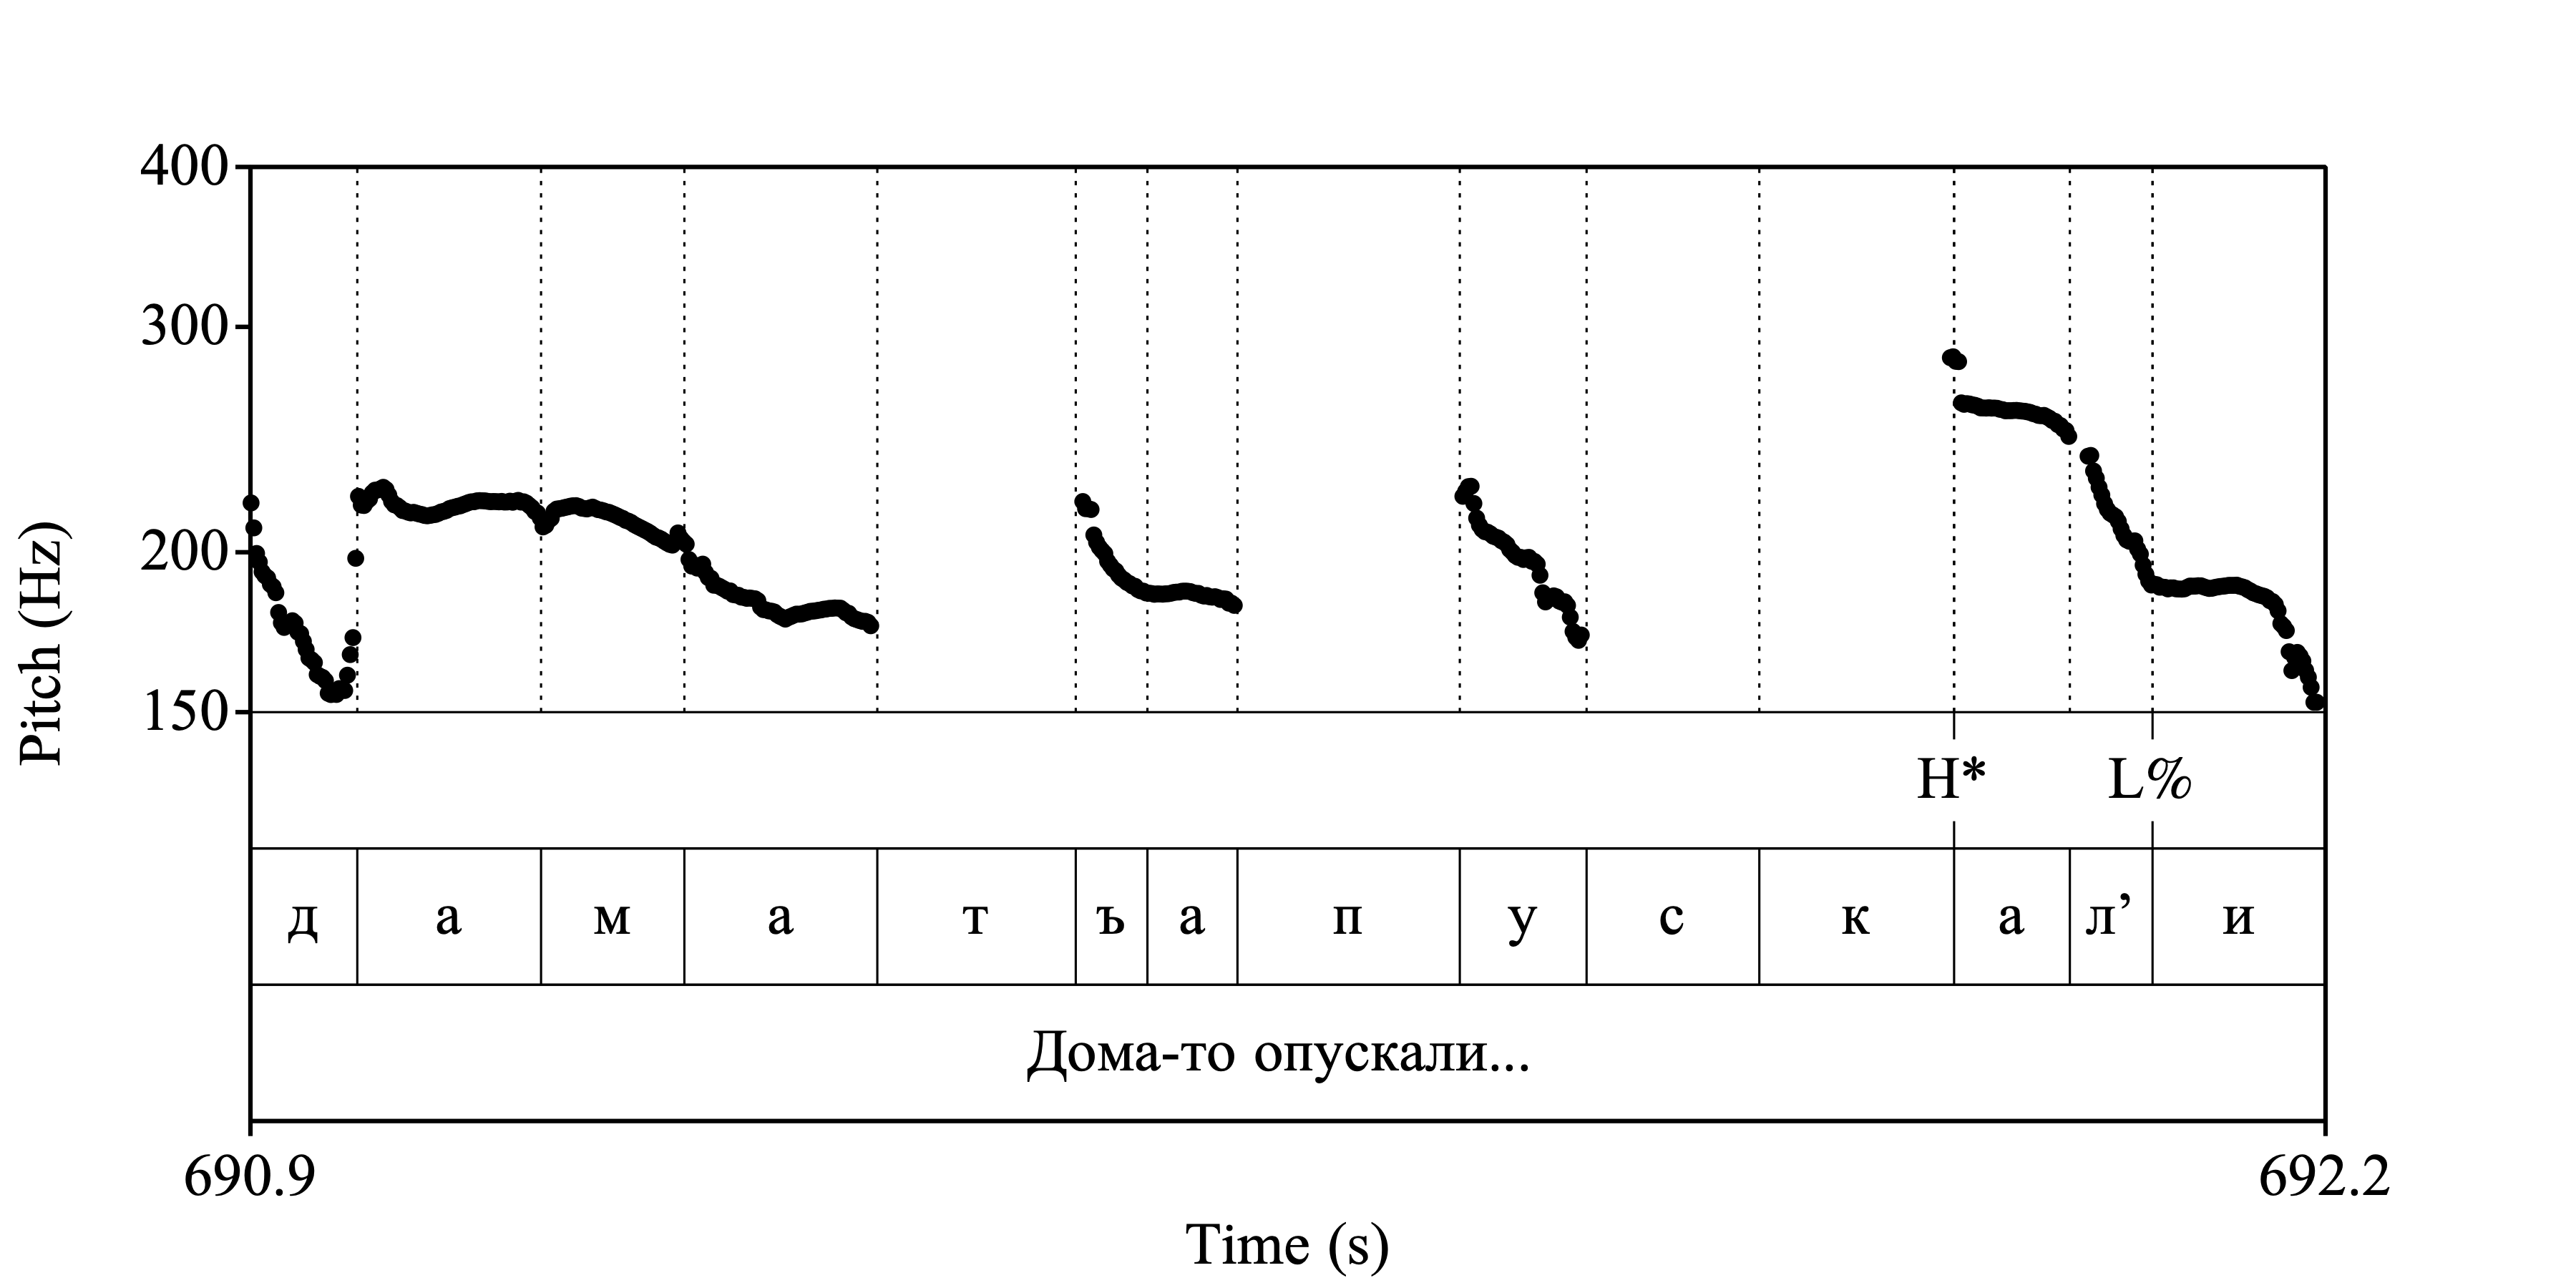 400
300
200
150
Pitch (Hz)
H* L%
д а м а т ъ а п у с к а л’ и
Дома-то опускали...
690.9 692.2
Time (s)